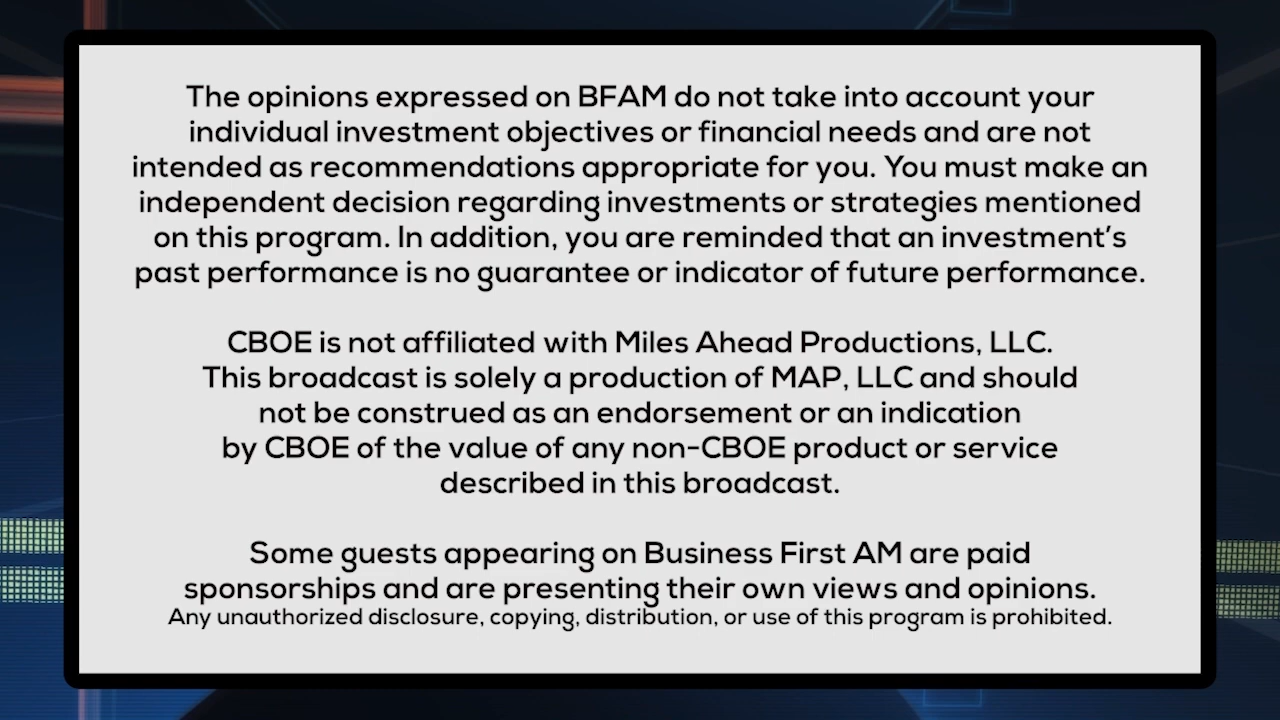 The opinions expressed on BFAM do not take into account your
individual investment objectives or financial needs and are not
intended as recommendations appropriate for you. You must make an
independent decision regarding investments or strategies mentioned
on this program. In addition, you are reminded that an investment's
past performance is no guarantee or indicator of future performance.
CBOE is not affiliated with Miles Ahead Productions, LLC.
This broadcast is solely a production of MAP, LLC and should
not be construed as an endorsement or an indication
by CBOE of the value of any non-CBOE product or service
described in this broadcast.
Some guests appearing on Business First AM are paid
sponsorships and are presenting their own views and opinions.
Any unauthorized disclosure, copying, distribution, or use of this program is prohibited.